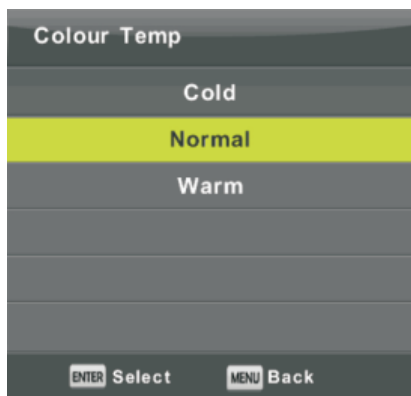 Colour Temp
Cold
Normal
Warm
ENTER Select MENU Back